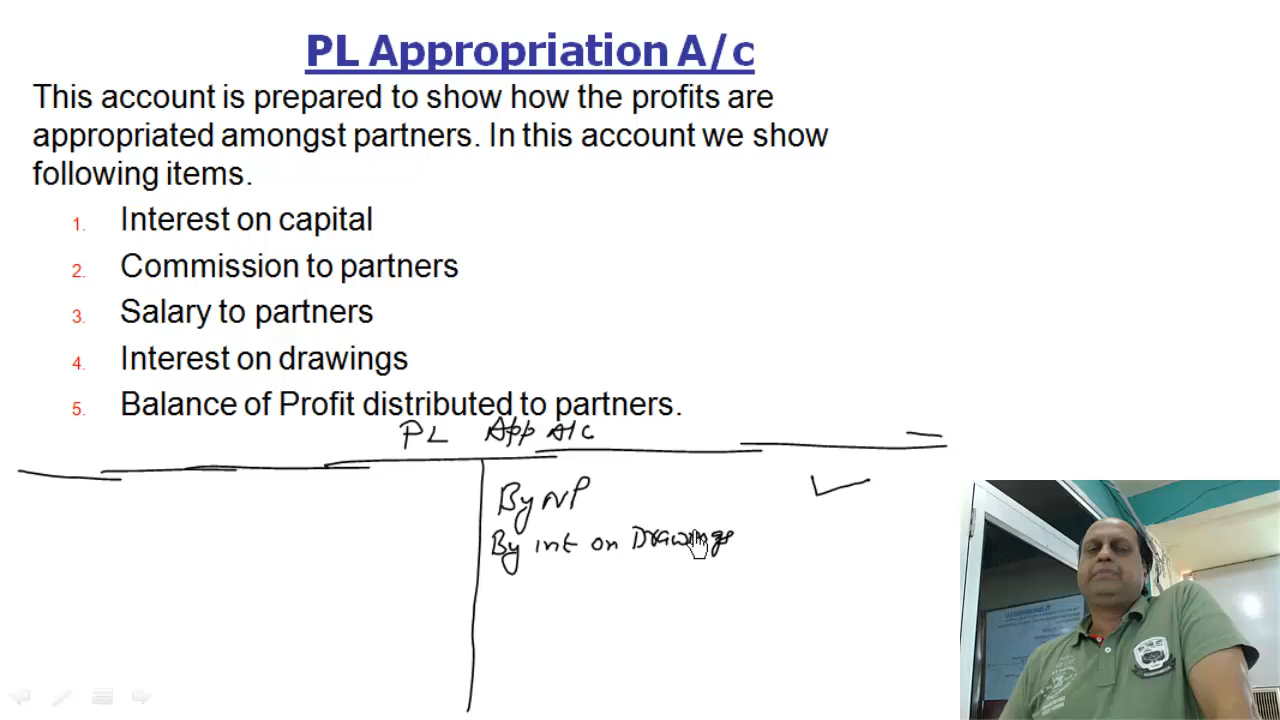 PL Appropriation A/c
This account is prepared to show how the profits are
appropriated amongst partners. In this account we show
following items.
1. Interest on capital
2. Commission to partners
3. Salary to partners
4. Interest on drawings
5. Balance of Profit distributed to partners.
PL App A/C
By NP
By int on Drawings